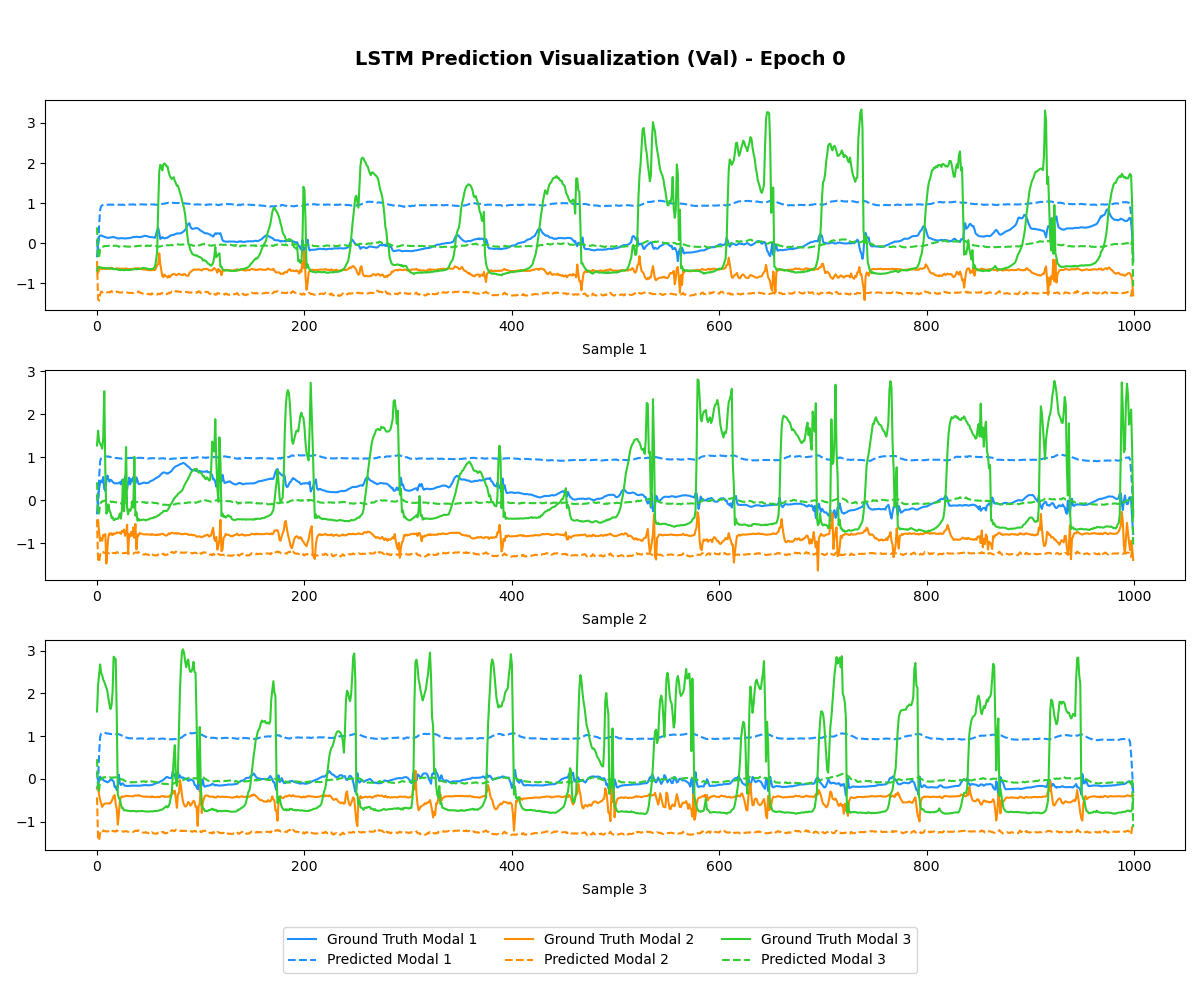 LSTM Prediction Visualization (Val) - Epoch 0
3
2
1
0
−1
0 200 400 600 800 1000
Sample 1
3
2
1
0
−1
0 200 400 600 800 1000
Sample 2
3
2
1
0
−1
0 200 400 600 800 1000
Sample 3
Ground Truth Modal 1 Ground Truth Modal 2 Ground Truth Modal 3
Predicted Modal 1 Predicted Modal 2 Predicted Modal 3